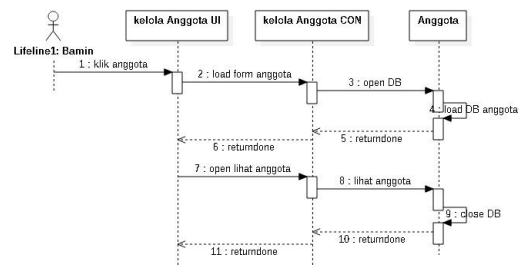 kelola Anggota UI
kelola Anggota CON
Anggota
Lifeline1: Bamin
1 : klik anggota
2 : load form anggota
3 : open DB
4 : load DB anggota
5 : returndone
6 : returndone
7 : open lihat anggota
8 : lihat anggota
9 : close DB
10 : returndone
11 : returndone